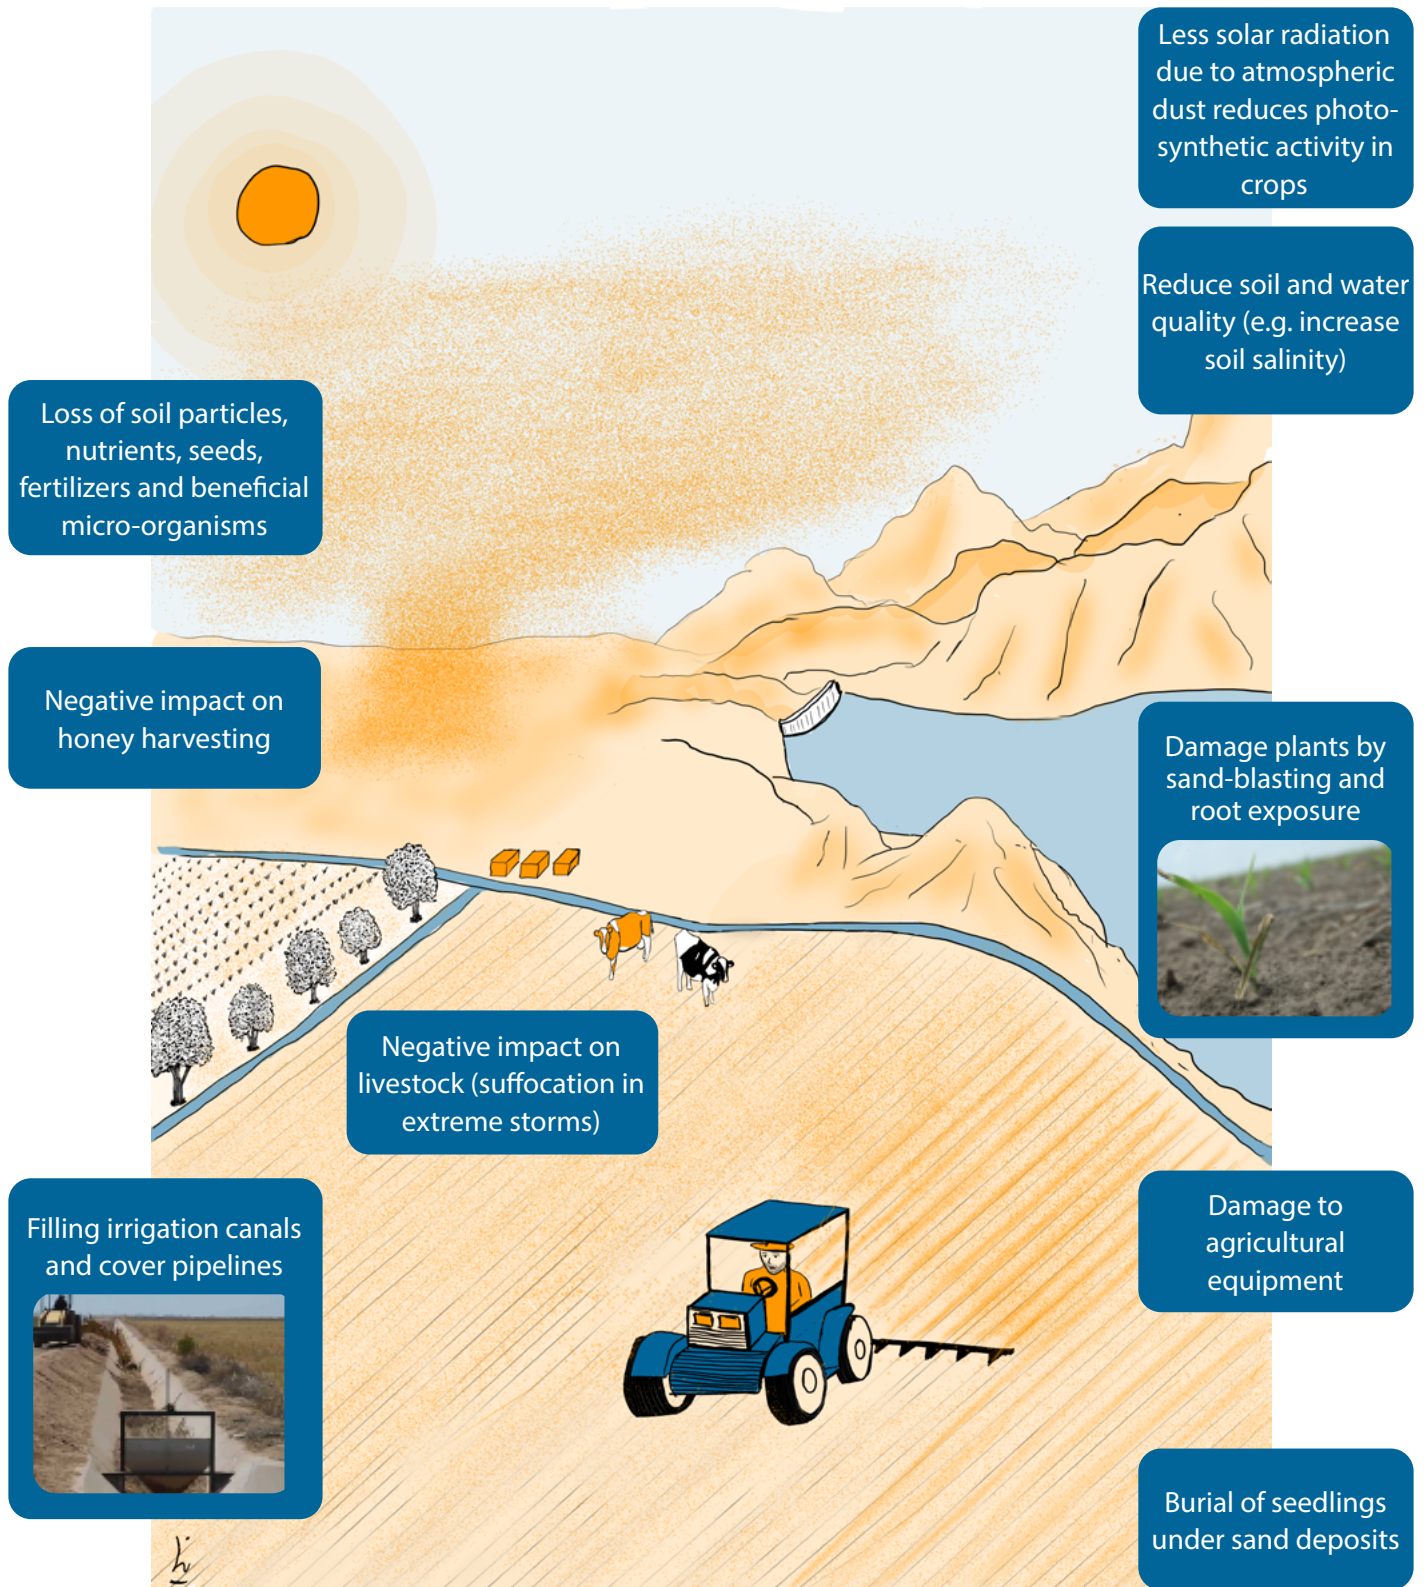 Less solar radiation
due to atmospheric
dust reduces photo-
synthetic activity in
crops
Reduce soil and water
quality (e.g. increase
soil salinity)
Loss of soil particles,
nutrients, seeds,
fertilizers and beneficial
micro-organisms
Negative impact on
honey harvesting
Damage plants by
sand-blasting and
root exposure
Negative impact on
livestock (suffocation in
extreme storms)
Filling irrigation canals
and cover pipelines
Damage to
agricultural
equipment
Burial of seedlings
under sand deposits